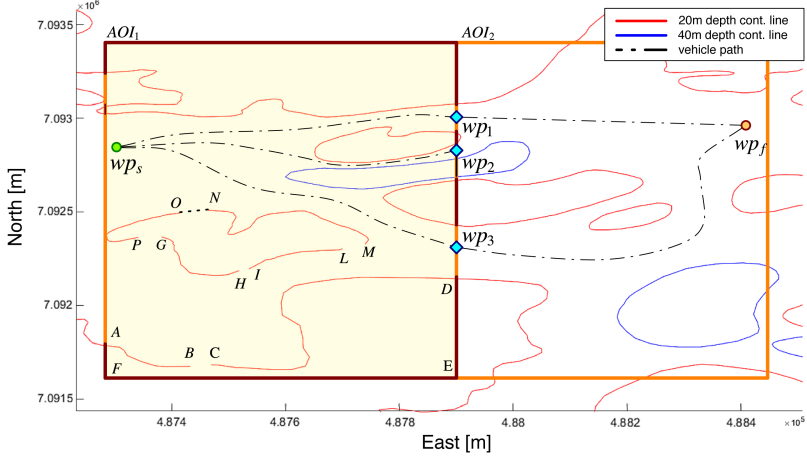 7.0935 ×10⁶
AOI₁
AOI₂
20m depth cont. line
40m depth cont. line
vehicle path
7.093
wp₁
wp_f
wp_s
wp₂
7.0925
O
N
wp₃
P
G
L
M
H
I
D
7.092
A
B
C
F
E
7.0915
4.874
4.876
4.878
4.88
4.882
4.884
×10⁵
East [m]
North [m]